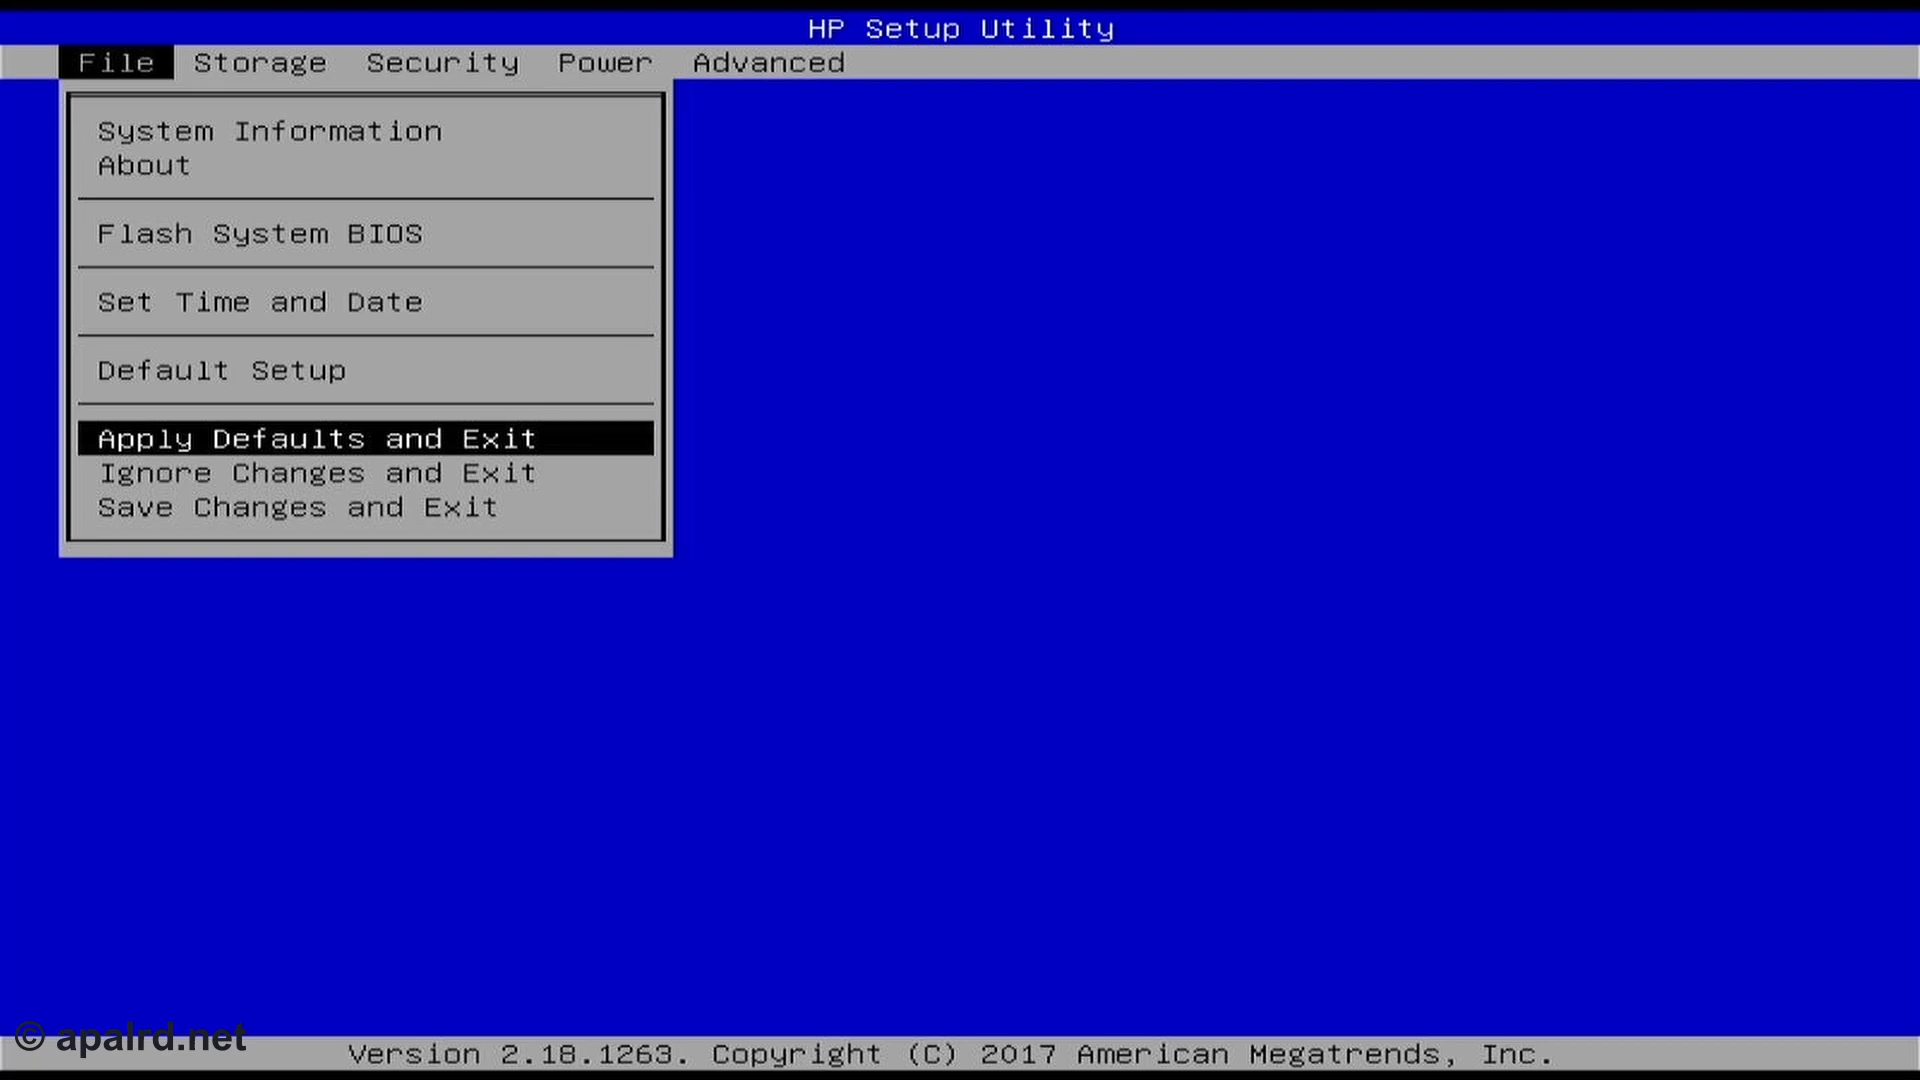 HP Setup Utility
File Storage Security Power Advanced
System Information
About
Flash System BIOS
Set Time and Date
Default Setup
Apply Defaults and Exit
Ignore Changes and Exit
Save Changes and Exit
© apalrd.net
Version 2.18.1263. Copyright (C) 2017 American Megatrends, Inc.